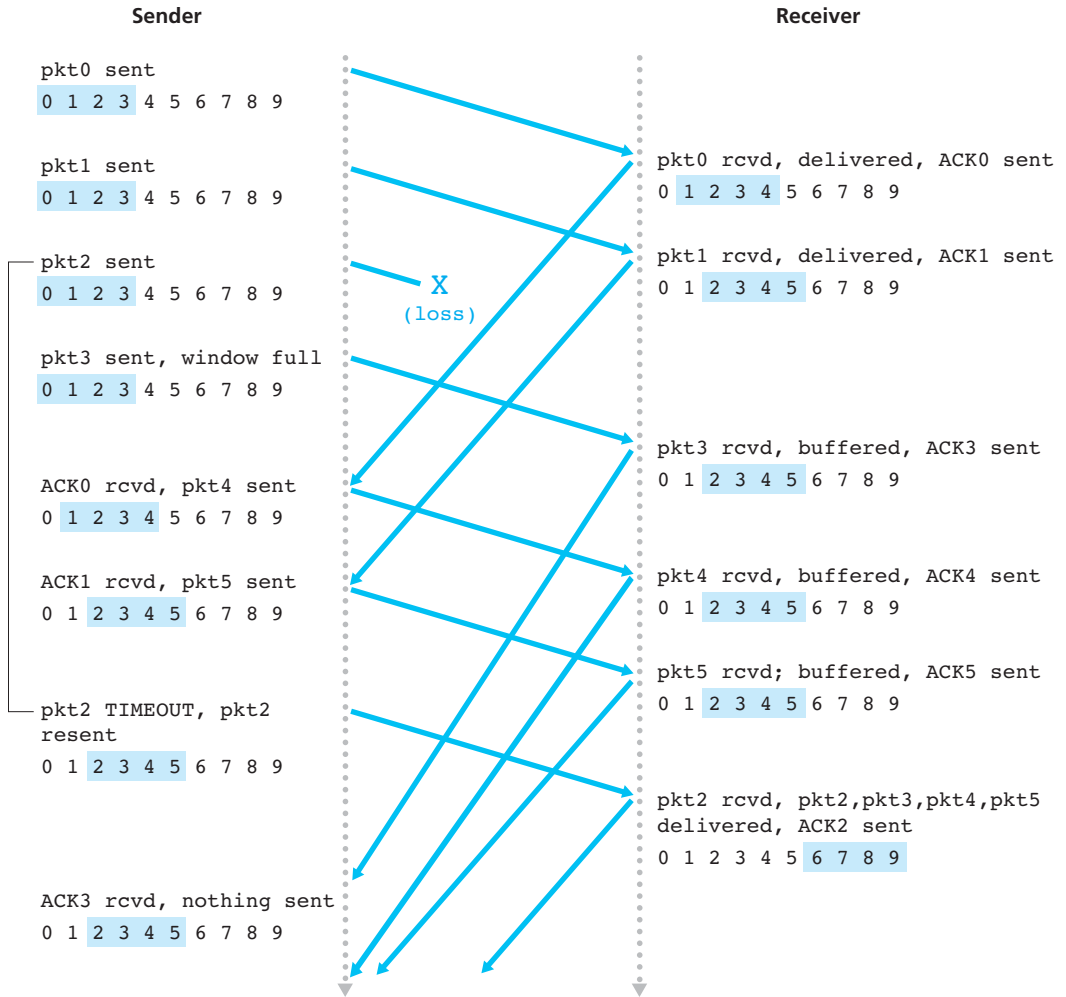 Sender
pkt0 sent
0 1 2 3 4 5 6 7 8 9
pkt1 sent
0 1 2 3 4 5 6 7 8 9
pkt2 sent
0 1 2 3 4 5 6 7 8 9
pkt3 sent, window full
0 1 2 3 4 5 6 7 8 9
ACK0 rcvd, pkt4 sent
0 1 2 3 4 5 6 7 8 9
ACK1 rcvd, pkt5 sent
0 1 2 3 4 5 6 7 8 9
pkt2 TIMEOUT, pkt2
resent
0 1 2 3 4 5 6 7 8 9
ACK3 rcvd, nothing sent
0 1 2 3 4 5 6 7 8 9
X
(loss)
Receiver
pkt0 rcvd, delivered, ACK0 sent
0 1 2 3 4 5 6 7 8 9
pkt1 rcvd, delivered, ACK1 sent
0 1 2 3 4 5 6 7 8 9
pkt3 rcvd, buffered, ACK3 sent
0 1 2 3 4 5 6 7 8 9
pkt4 rcvd, buffered, ACK4 sent
0 1 2 3 4 5 6 7 8 9
pkt5 rcvd; buffered, ACK5 sent
0 1 2 3 4 5 6 7 8 9
pkt2 rcvd, pkt2,pkt3,pkt4,pkt5
delivered, ACK2 sent
0 1 2 3 4 5 6 7 8 9